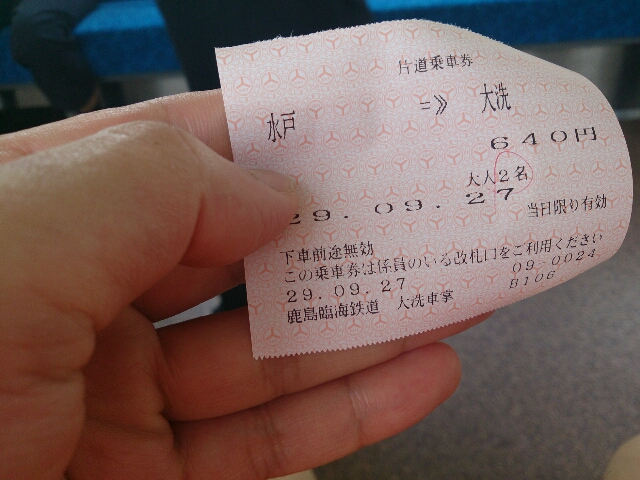 片道乗車券
水戸 =》 大洗
640円
大人2名
29.09.27 当日限り有効
下車前途無効
この乗車券は係員のいる改札口をご利用ください
29.09.27 09-0024
鹿島臨海鉄道 大洗車掌 B106